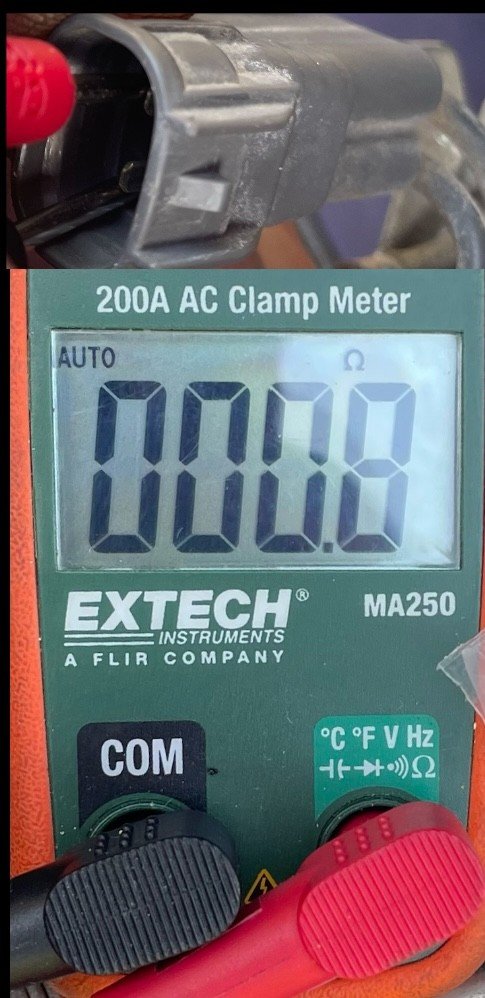 200A AC Clamp Meter
AUTO Ω
000.8
EXTECH®
INSTRUMENTS
A FLIR COMPANY
MA250
COM
°C °F V Hz
Ω